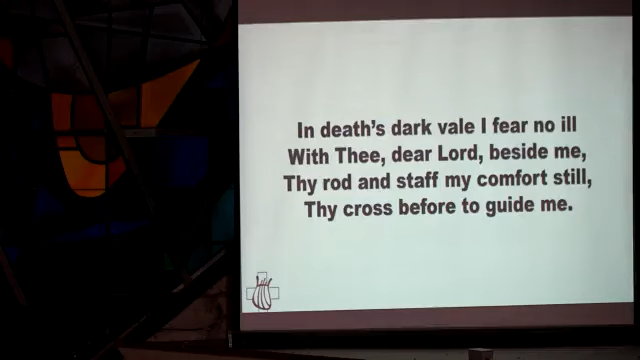 In death's dark vale I fear no ill
With Thee, dear Lord, beside me,
Thy rod and staff my comfort still,
Thy cross before to guide me.